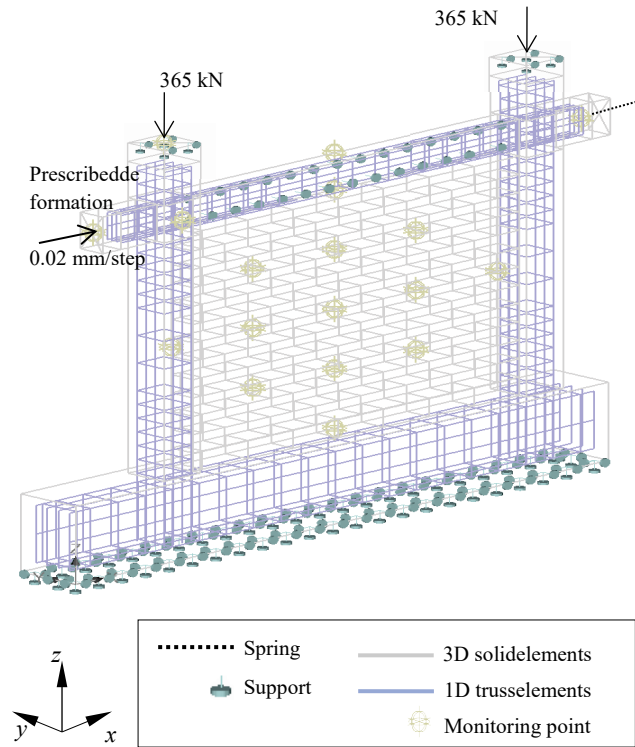 365 kN
365 kN
Prescribedde
formation
0.02 mm/step
Spring
3D solidelements
Support
1D trusselements
Monitoring point
z
y
x